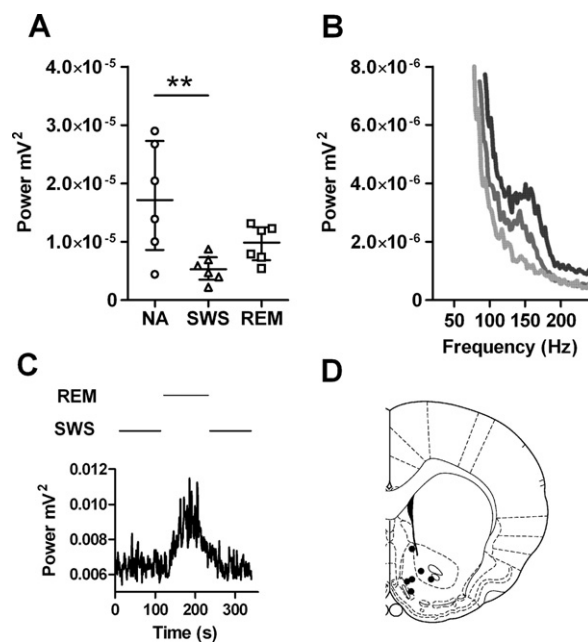 A
Power mV²
4.0×10⁻⁵
3.0×10⁻⁵
2.0×10⁻⁵
1.0×10⁻⁵
0
**
NA SWS REM
B
Power mV²
8.0×10⁻⁶
6.0×10⁻⁶
4.0×10⁻⁶
2.0×10⁻⁶
0
50 100 150 200
Frequency (Hz)
C
REM
SWS
Power mV²
0.012
0.010
0.008
0.006
0 100 200 300
Time (s)
D